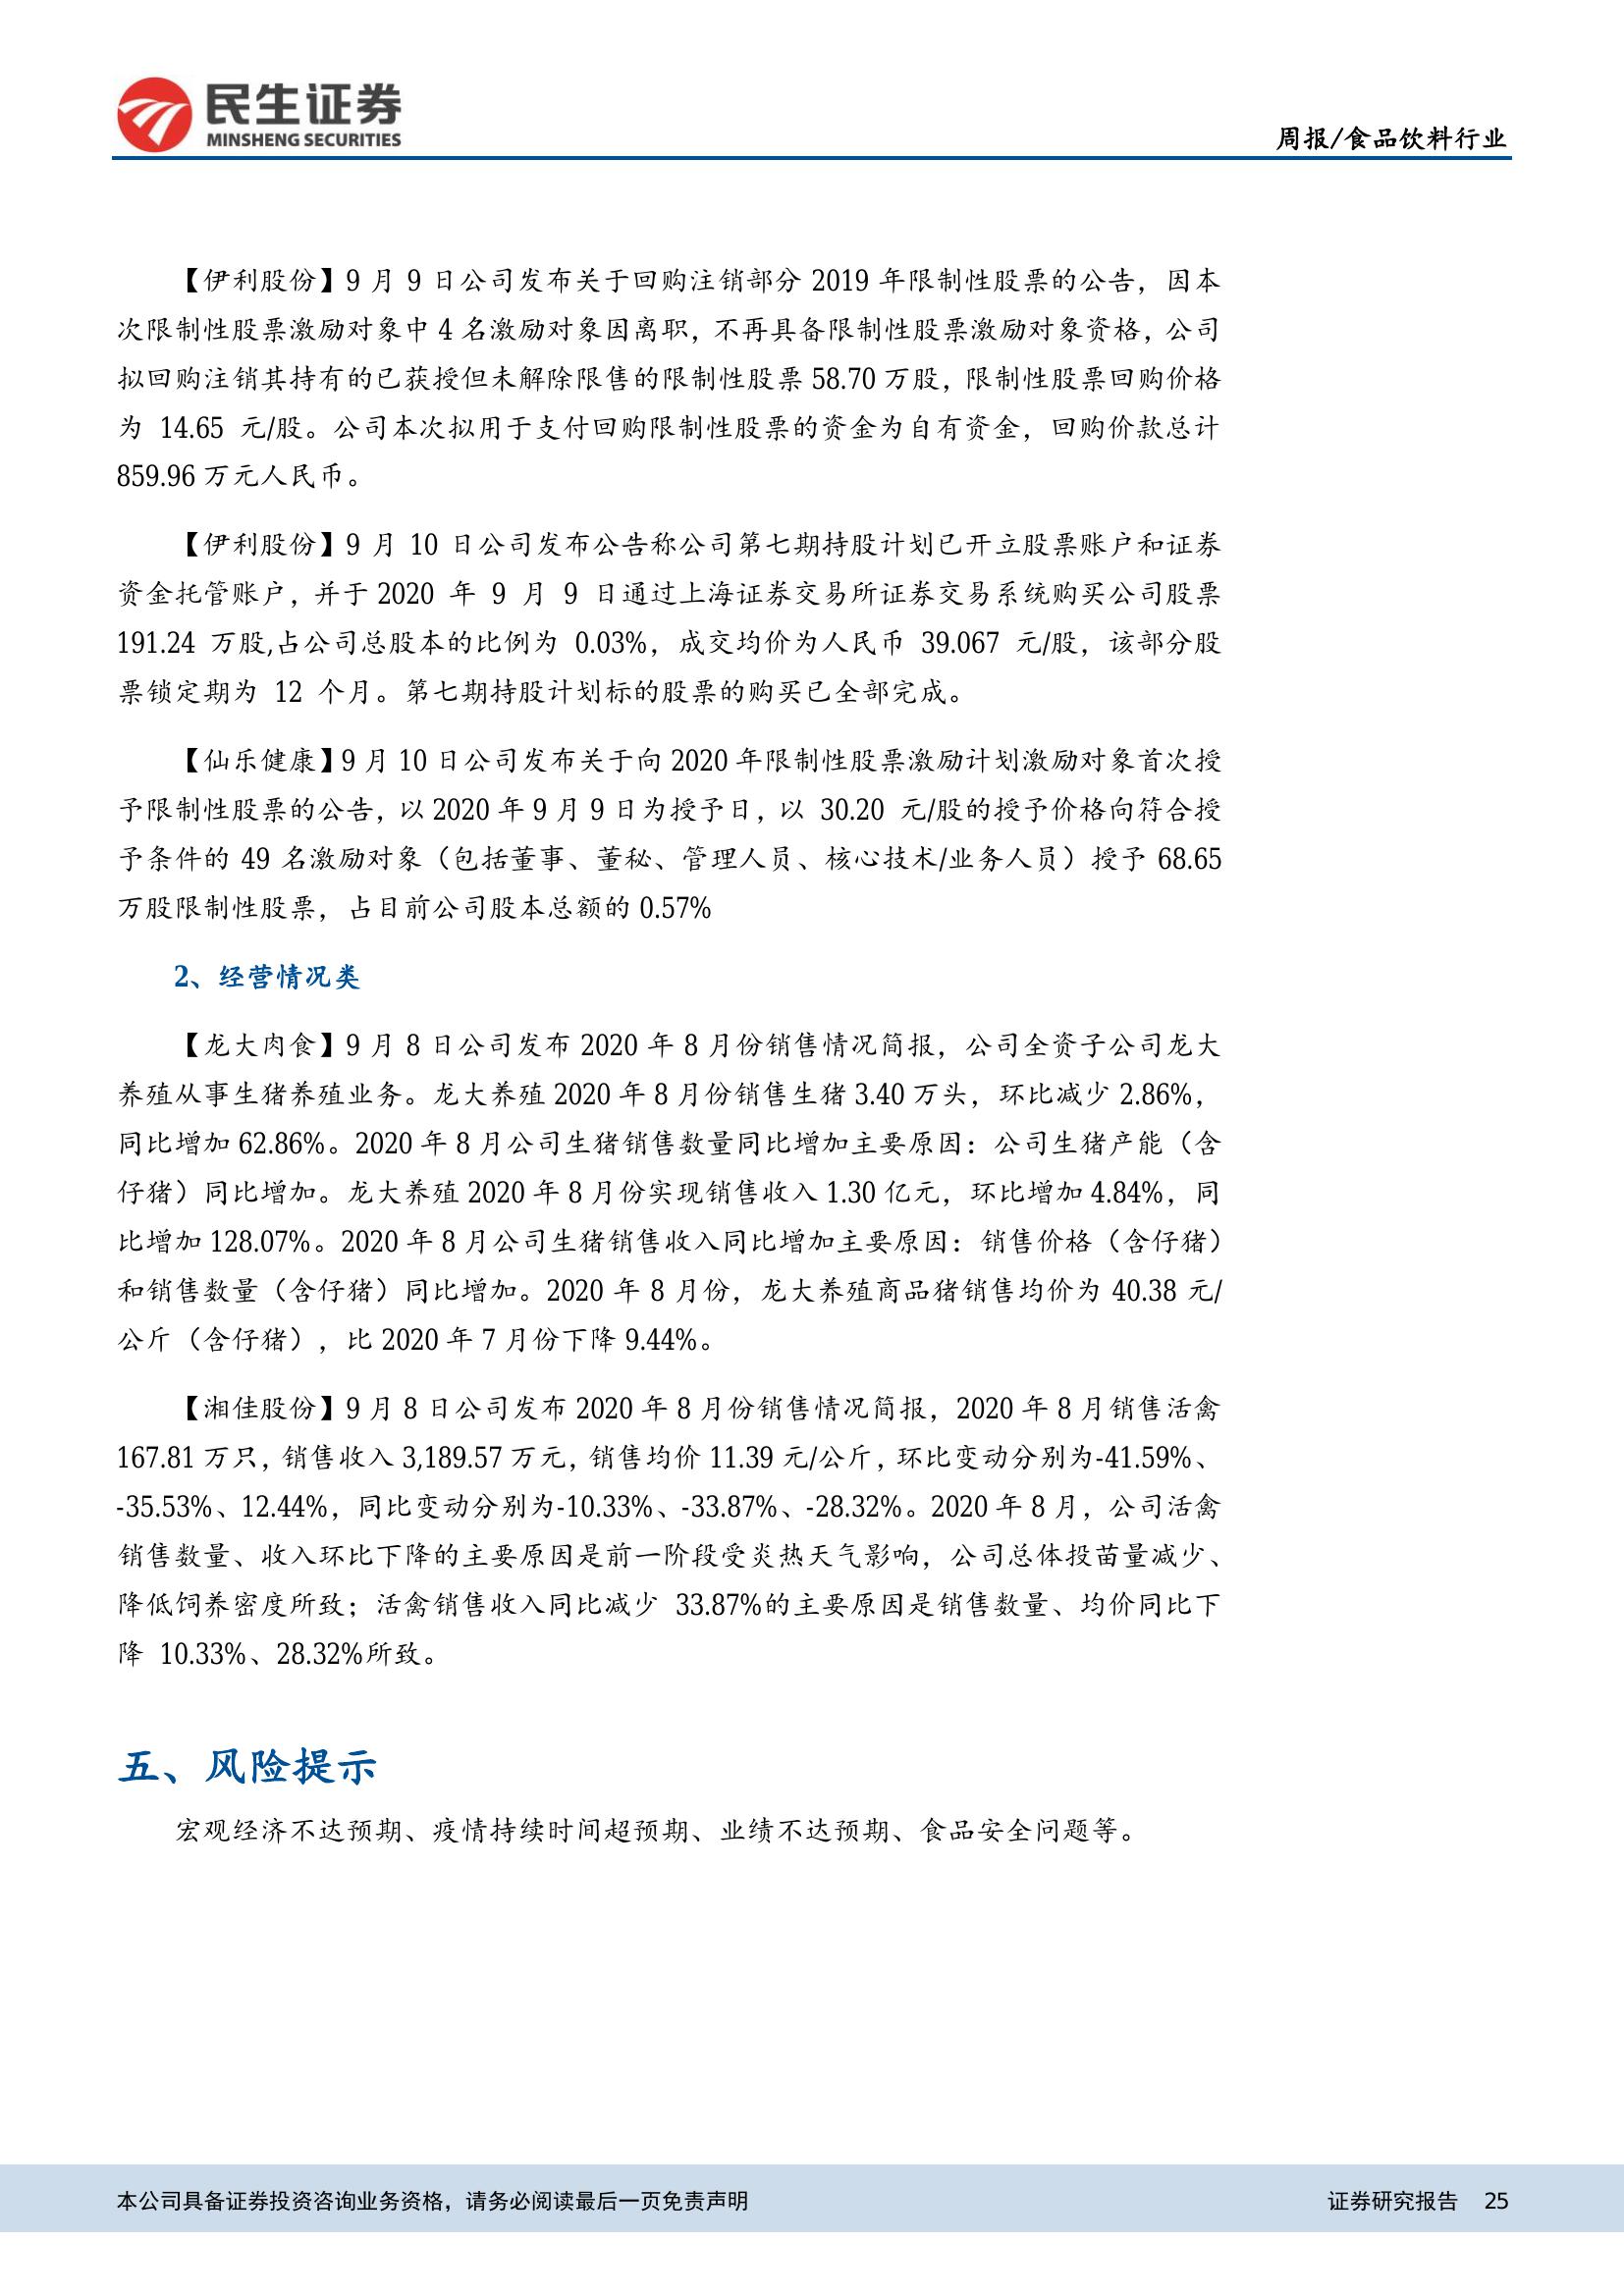 民生证券
MINSHENG SECURITIES
周报/食品饮料行业
【伊利股份】9 月 9 日公司发布关于回购注销部分 2019 年限制性股票的公告，因本
次限制性股票激励对象中 4 名激励对象因离职，不再具备限制性股票激励对象资格，公司
拟回购注销其持有的已获授但未解除限售的限制性股票 58.70 万股，限制性股票回购价格
为 14.65 元/股。公司本次拟用于支付回购限制性股票的资金为自有资金，回购价款总计
859.96 万元人民币。
【伊利股份】9 月 10 日公司发布公告称公司第七期持股计划已开立股票账户和证券
资金托管账户，并于 2020 年 9 月 9 日通过上海证券交易所证券交易系统购买公司股票
191.24 万股,占公司总股本的比例为 0.03%，成交均价为人民币 39.067 元/股，该部分股
票锁定期为 12 个月。第七期持股计划标的股票的购买已全部完成。
【仙乐健康】9 月 10 日公司发布关于向 2020 年限制性股票激励计划激励对象首次授
予限制性股票的公告，以 2020 年 9 月 9 日为授予日，以 30.20 元/股的授予价格向符合授
予条件的 49 名激励对象（包括董事、董秘、管理人员、核心技术/业务人员）授予 68.65
万股限制性股票，占目前公司股本总额的 0.57%
2、经营情况类
【龙大肉食】9 月 8 日公司发布 2020 年 8 月份销售情况简报，公司全资子公司龙大
养殖从事生猪养殖业务。龙大养殖 2020 年 8 月份销售生猪 3.40 万头，环比减少 2.86%，
同比增加 62.86%。2020 年 8 月公司生猪销售数量同比增加主要原因：公司生猪产能（含
仔猪）同比增加。龙大养殖 2020 年 8 月份实现销售收入 1.30 亿元，环比增加 4.84%，同
比增加 128.07%。2020 年 8 月公司生猪销售收入同比增加主要原因：销售价格（含仔猪）
和销售数量（含仔猪）同比增加。2020 年 8 月份，龙大养殖商品猪销售均价为 40.38 元/
公斤（含仔猪），比 2020 年 7 月份下降 9.44%。
【湘佳股份】9 月 8 日公司发布 2020 年 8 月份销售情况简报，2020 年 8 月销售活禽
167.81 万只，销售收入 3,189.57 万元，销售均价 11.39 元/公斤，环比变动分别为-41.59%、
-35.53%、12.44%，同比变动分别为-10.33%、-33.87%、-28.32%。2020 年 8 月，公司活禽
销售数量、收入环比下降的主要原因是前一阶段受炎热天气影响，公司总体投苗量减少、
降低饲养密度所致；活禽销售收入同比减少 33.87%的主要原因是销售数量、均价同比下
降 10.33%、28.32%所致。
五、风险提示
宏观经济不达预期、疫情持续时间超预期、业绩不达预期、食品安全问题等。
本公司具备证券投资咨询业务资格，请务必阅读最后一页免责声明
证券研究报告 25